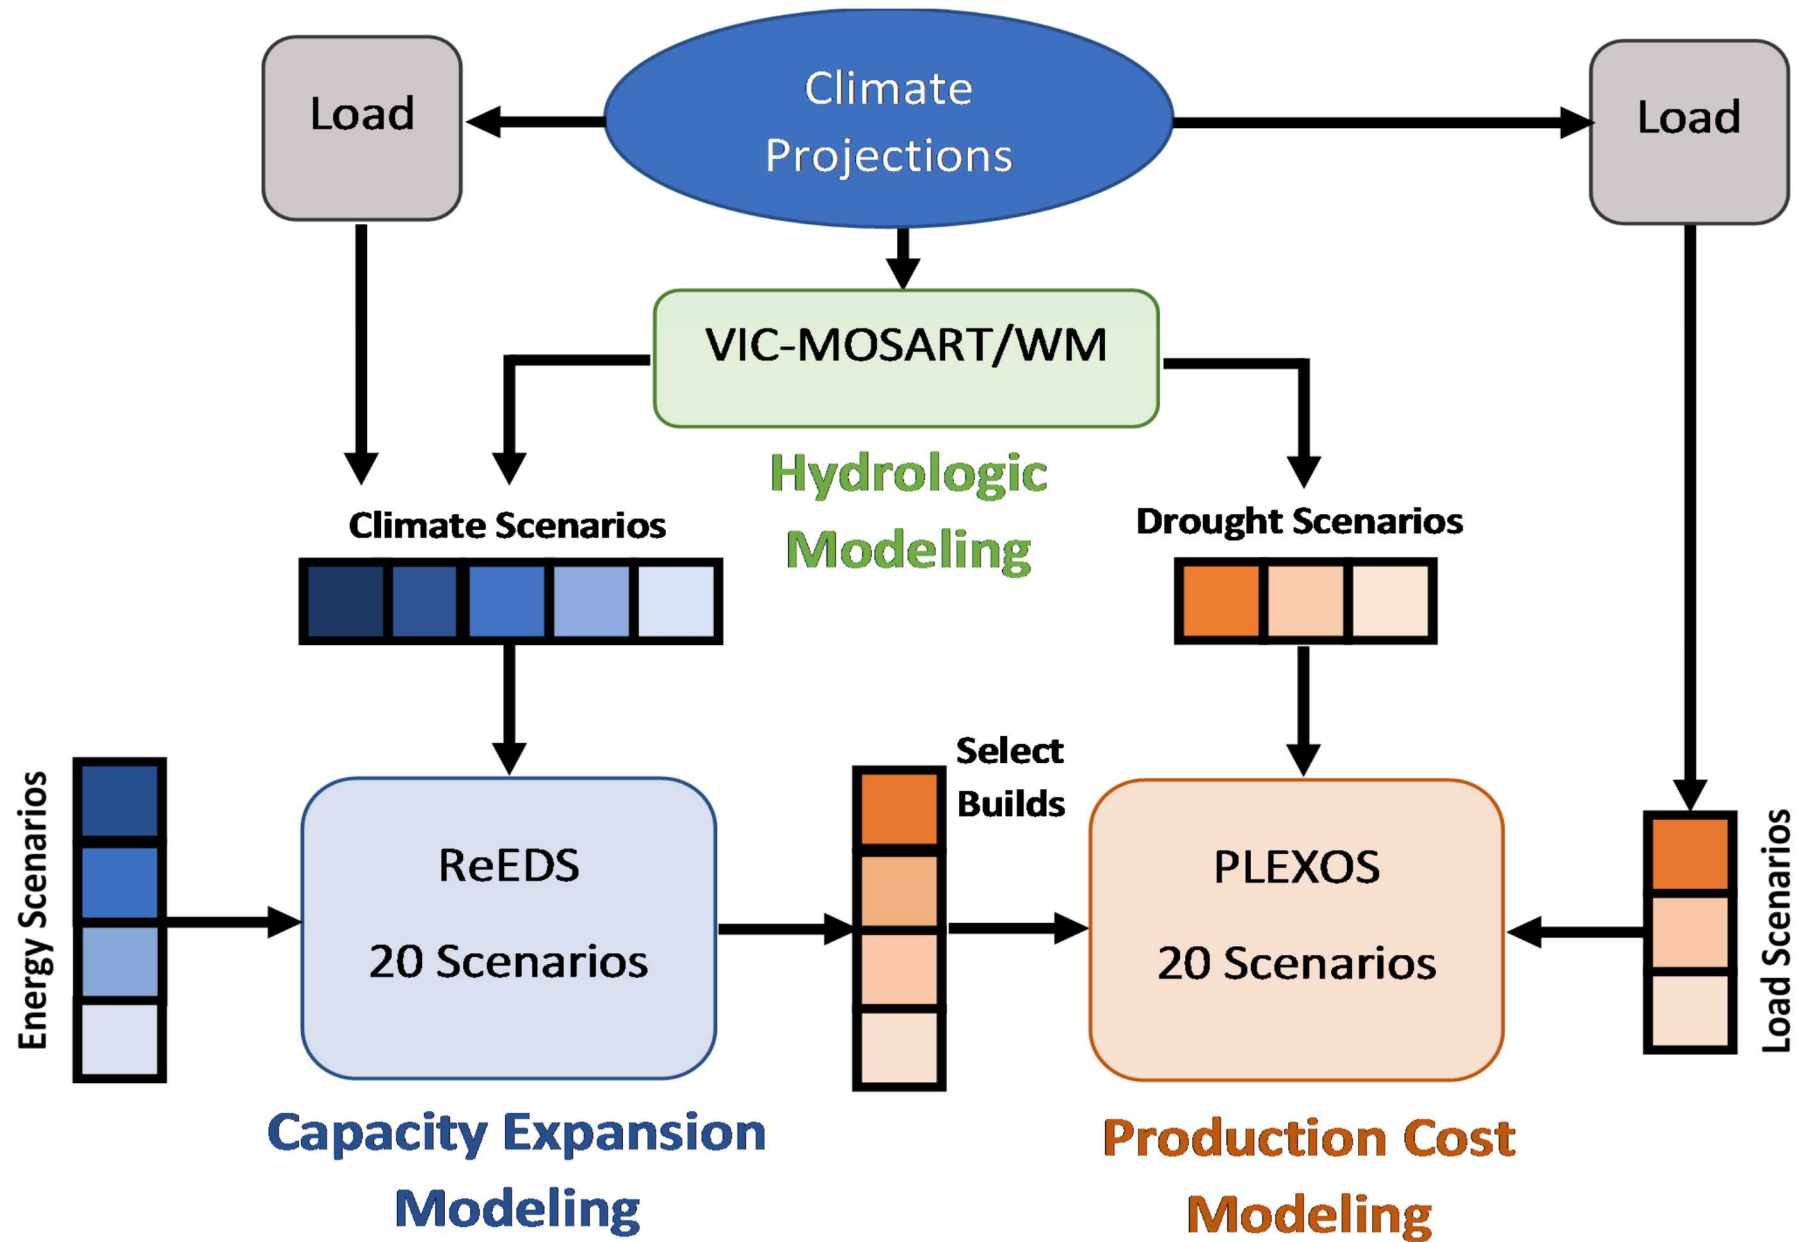 Load
Climate
Projections
Load
VIC-MOSART/WM
Hydrologic
Modeling
Climate Scenarios
Drought Scenarios
Energy Scenarios
ReEDS
20 Scenarios
Select
Builds
PLEXOS
20 Scenarios
Load Scenarios
Capacity Expansion
Modeling
Production Cost
Modeling